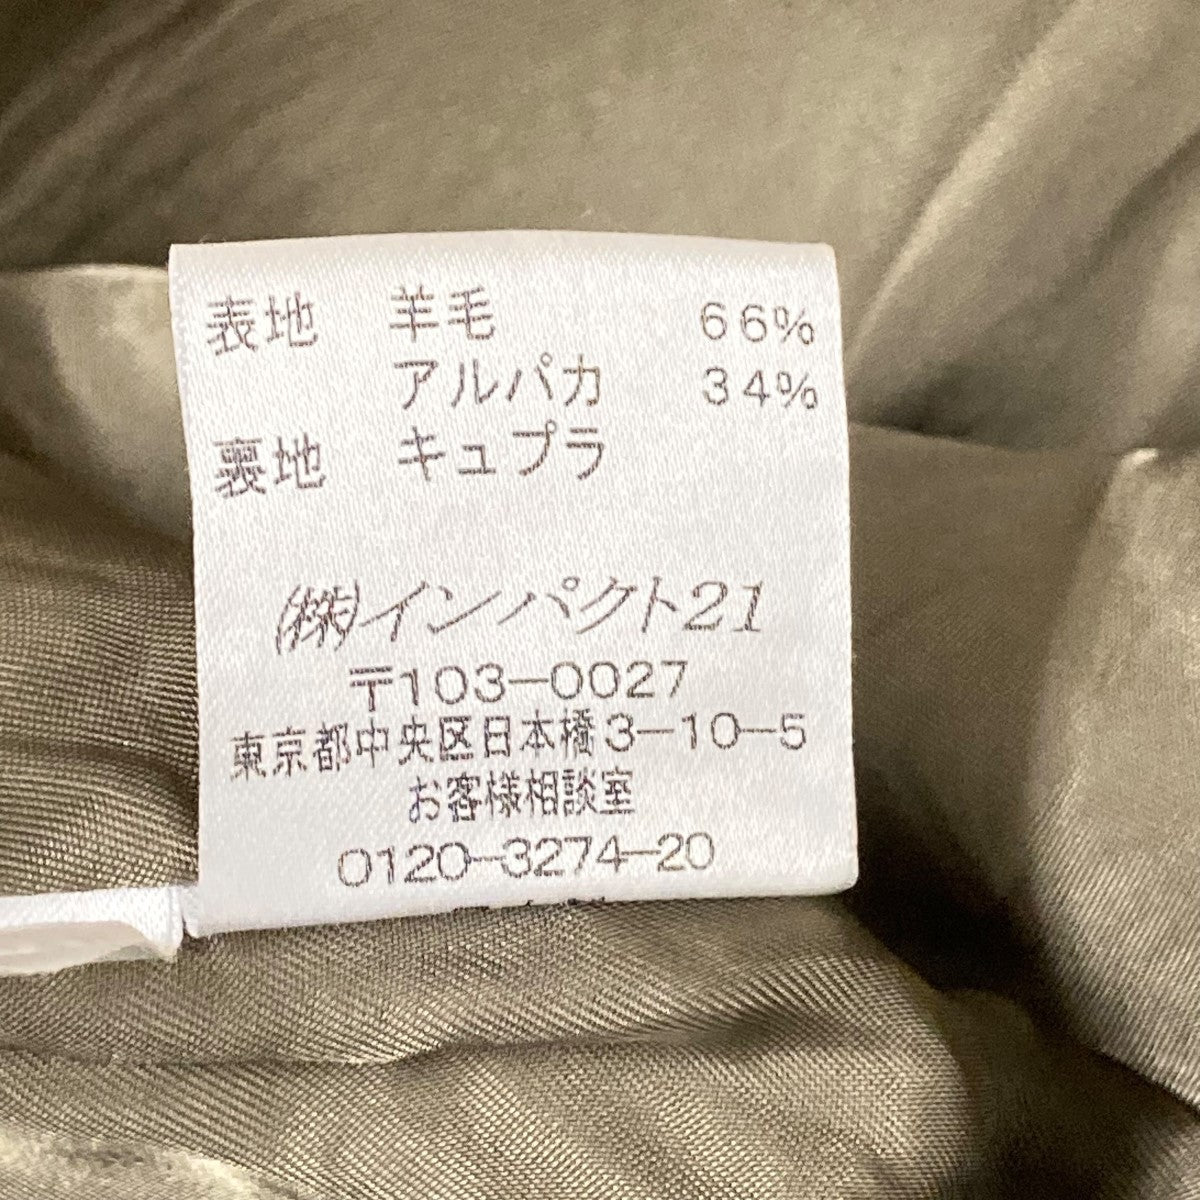 表地 羊毛 66%
アルパカ 34%
裏地 キュプラ
㈱インパクト21
〒103-0027
東京都中央区日本橋3-10-5
お客様相談室
0120-3274-20